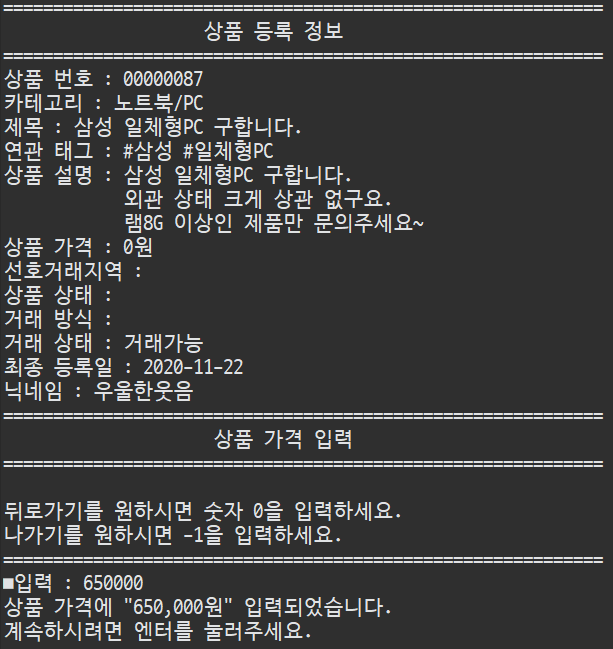 ============================================================
상품 등록 정보
============================================================
상품 번호 : 00000087
카테고리 : 노트북/PC
제목 : 삼성 일체형PC 구합니다.
연관 태그 : #삼성 #일체형PC
상품 설명 : 삼성 일체형PC 구합니다.
외관 상태 크게 상관 없구요.
램8G 이상인 제품만 문의주세요~
상품 가격 : 0원
선호거래지역 :
상품 상태 :
거래 방식 :
거래 상태 : 거래가능
최종 등록일 : 2020-11-22
닉네임 : 우울한웃음
============================================================
상품 가격 입력
============================================================
뒤로가기를 원하시면 숫자 0을 입력하세요.
나가기를 원하시면 -1을 입력하세요.
============================================================
■입력 : 650000
상품 가격에 "650,000원" 입력되었습니다.
계속하시려면 엔터를 눌러주세요.